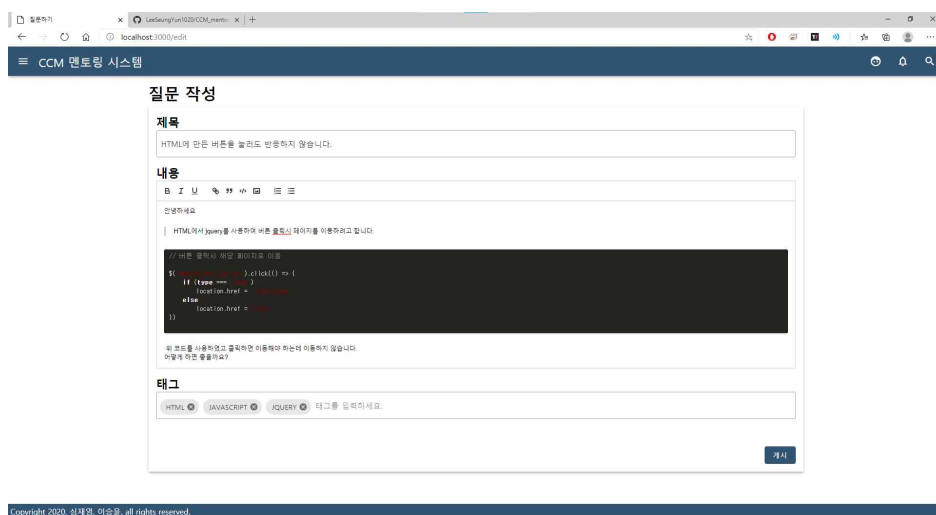 질문하기
LeeSeungYun1020/CCM_mentor
localhost:3000/edit
CCM 멘토링 시스템
질문 작성
제목
HTML에 만든 버튼을 눌러도 반응하지 않습니다.
내용
B I U
안녕하세요
HTML에서 jquery를 사용하여 버튼 클릭시 페이지를 이동하려고 합니다.
// 버튼 클릭시 해당 페이지로 이동
$( ).click(() => {
if (type === )
location.href =
else
location.href =
})
위 코드를 사용하였고 클릭하면 이동해야 하는데 이동하지 않습니다.
어떻게 하면 좋을까요?
태그
HTML JAVASCRIPT JQUERY 태그를 입력하세요.
게시
Copyright 2020. 심재영, 이승윤, all rights reserved.